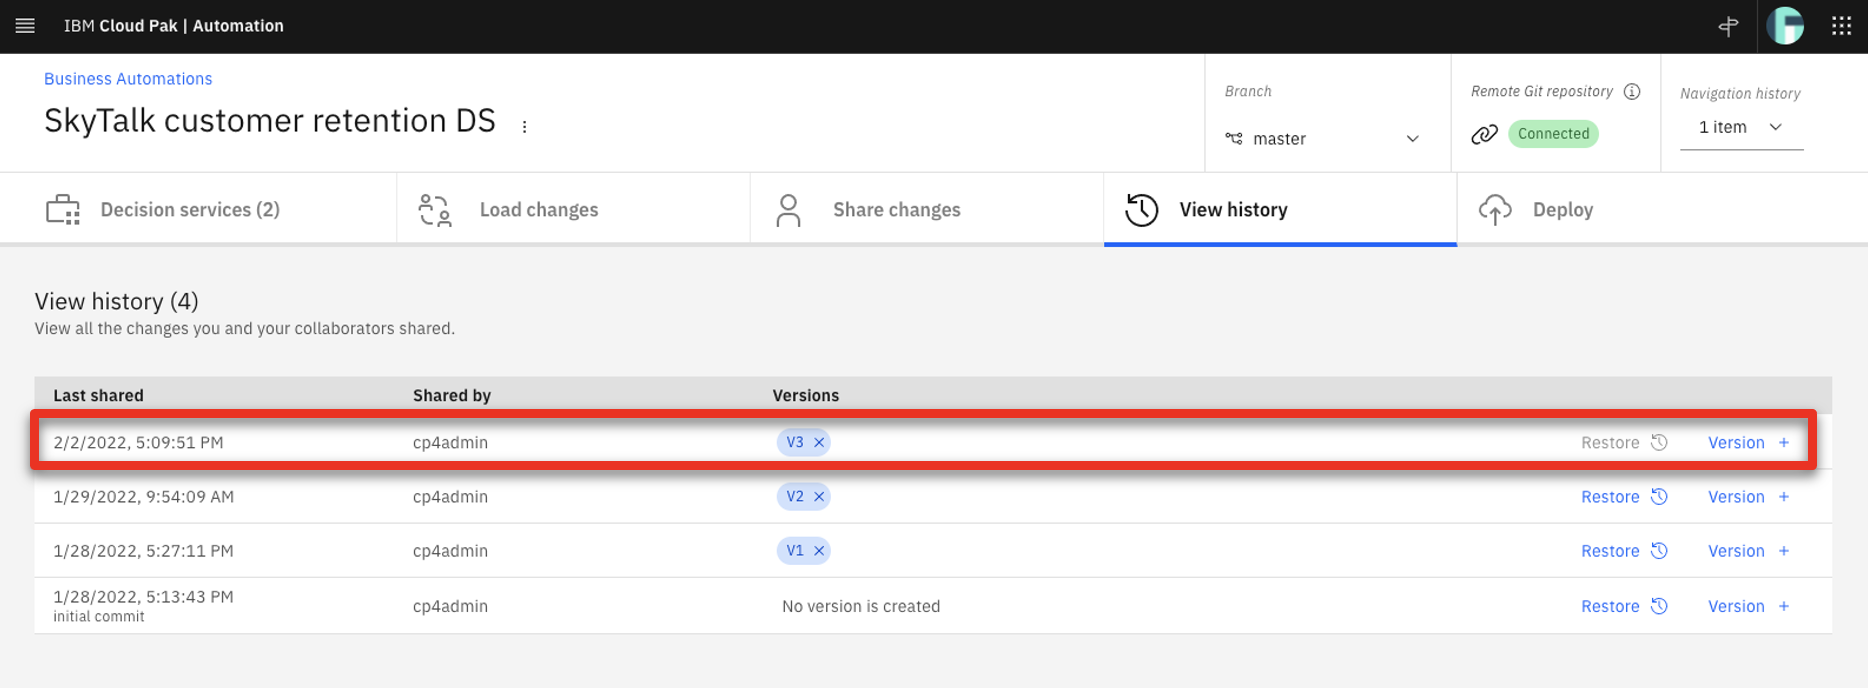 IBM Cloud Pak | Automation
Business Automations
SkyTalk customer retention DS
Branch
master
Remote Git repository
Connected
Navigation history
1 item
Decision services (2)
Load changes
Share changes
View history
Deploy
View history (4)
View all the changes you and your collaborators shared.
Last shared Shared by Versions
2/2/2022, 5:09:51 PM cp4admin V3 Restore Version +
1/29/2022, 9:54:09 AM cp4admin V2 Restore Version +
1/28/2022, 5:27:11 PM cp4admin V1 Restore Version +
1/28/2022, 5:13:43 PM cp4admin No version is created Restore Version +
initial commit